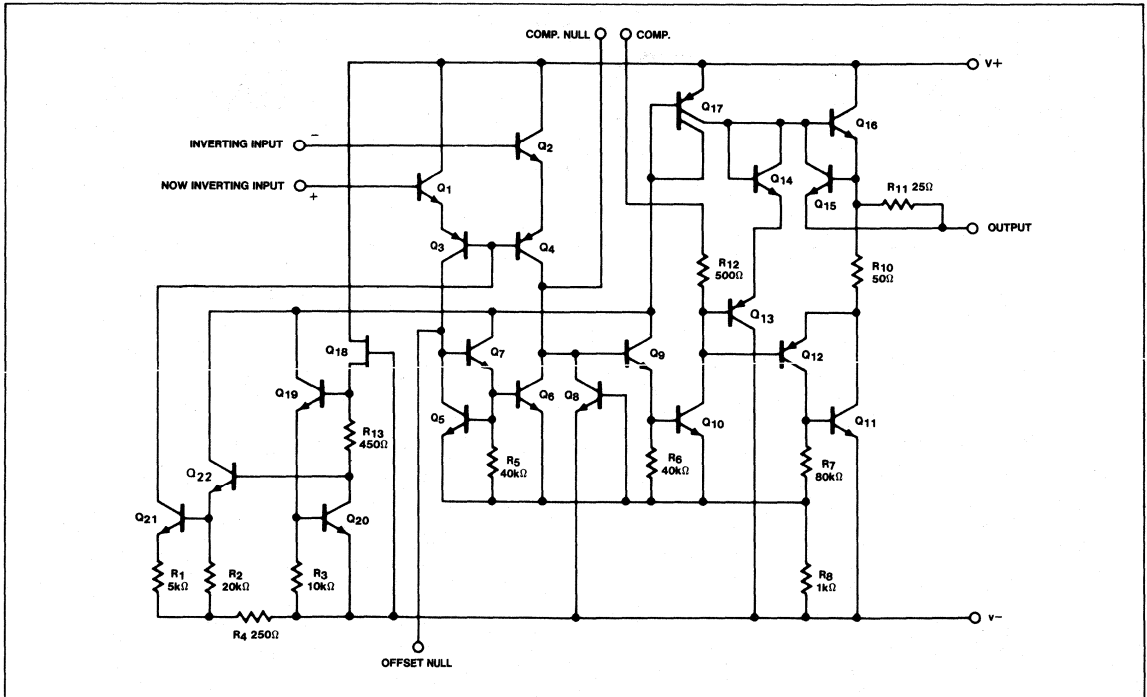 COMP. NULL
COMP.
V+
Q17
Q16
INVERTING INPUT
−
Q2
Q1
Q14
NOW INVERTING INPUT
+
Q15
R11 25Ω
OUTPUT
Q3
Q4
R12
500Ω
R10
50Ω
Q13
Q18
Q7
Q9
Q12
Q19
Q5
Q6
Q8
Q10
Q11
R13
450Ω
R5
40kΩ
R6
40kΩ
R7
80kΩ
Q22
Q21
Q20
R1
5kΩ
R2
20kΩ
R3
10kΩ
R8
1kΩ
R4 250Ω
V−
OFFSET NULL